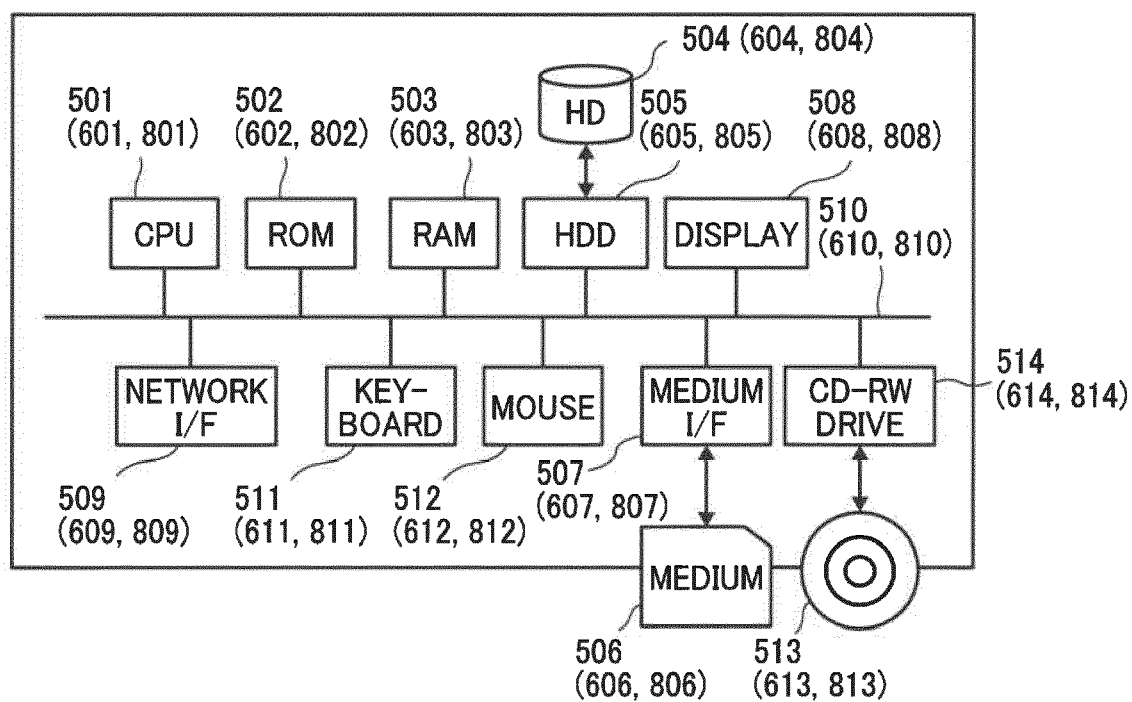 504 (604, 804)
HD
501
(601, 801)
502
(602, 802)
503
(603, 803)
505
(605, 805)
508
(608, 808)
CPU
ROM
RAM
HDD
DISPLAY
510
(610, 810)
NETWORK
I/F
KEY-
BOARD
MOUSE
MEDIUM
I/F
CD-RW
DRIVE
514
(614, 814)
509
(609, 809)
511
(611, 811)
512
(612, 812)
507
(607, 807)
MEDIUM
506
(606, 806)
513
(613, 813)